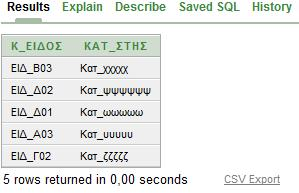 Results Explain Describe Saved SQL History
Κ_ΕΙΔΟΣ ΚΑΤ_ΣΤΗΣ
ΕΙΔ_Β03 Κατ_χχχχχ
ΕΙΔ_Δ02 Κατ_ψψψψψψ
ΕΙΔ_Δ01 Κατ_ωωωωω
ΕΙΔ_Α03 Κατ_υυυυυ
ΕΙΔ_Γ02 Κατ_ζζζζζ
5 rows returned in 0,00 seconds CSV Export